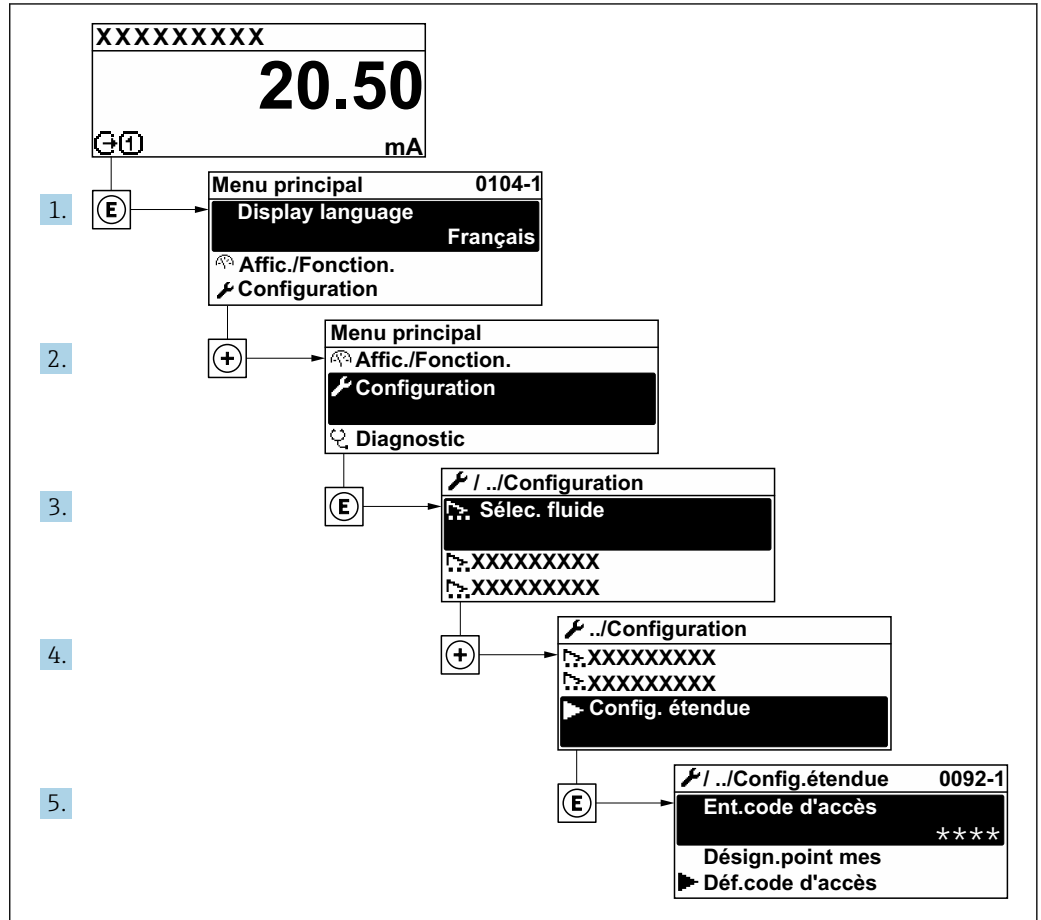 XXXXXXXXX
20.50
mA
1.
E
Menu principal 0104-1
Display language
Français
Affic./Fonction.
Configuration
2.
+
Menu principal
Affic./Fonction.
Configuration
Diagnostic
3.
E
/ ../Configuration
Sélec. fluide
XXXXXXXXX
XXXXXXXXX
4.
+
../Configuration
XXXXXXXXX
XXXXXXXXX
Config. étendue
5.
E
/ ../Config.étendue 0092-1
Ent.code d'accès
****
Désign.point mes
Déf.code d'accès